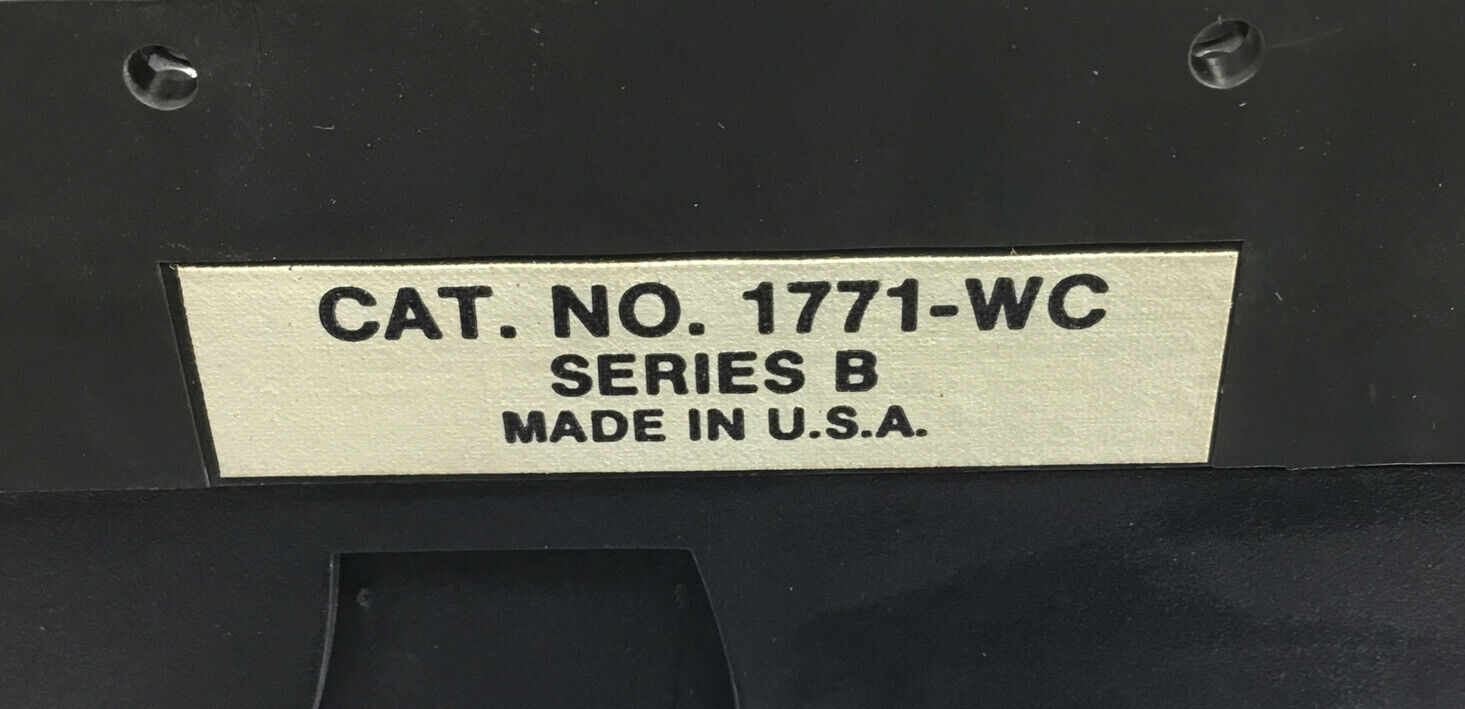 CAT. NO. 1771-WC
SERIES B
MADE IN U.S.A.